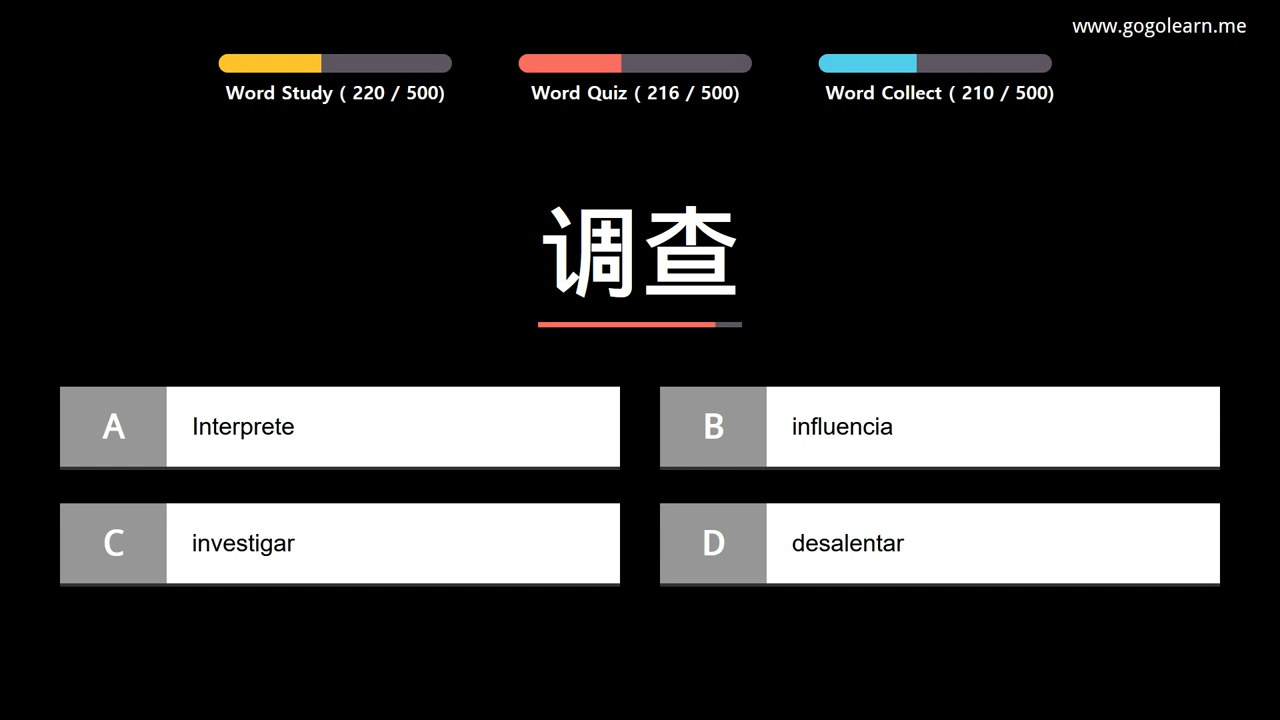 www.gogolearn.me
Word Study ( 220 / 500)
Word Quiz ( 216 / 500)
Word Collect ( 210 / 500)
调查
A
Interprete
B
influencia
C
investigar
D
desalentar